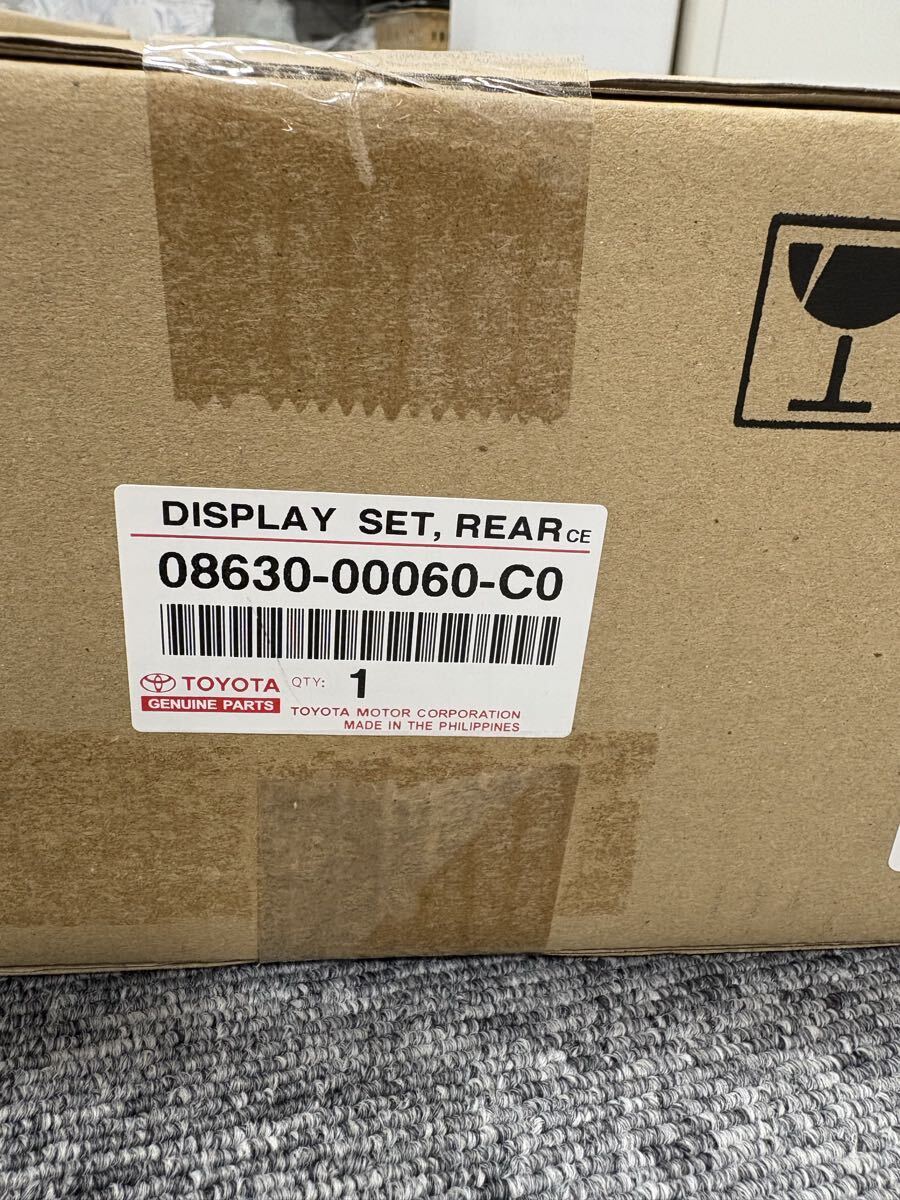 DISPLAY SET, REAR CE
08630-00060-C0
TOYOTA QTY: 1
GENUINE PARTS
TOYOTA MOTOR CORPORATION
MADE IN THE PHILIPPINES